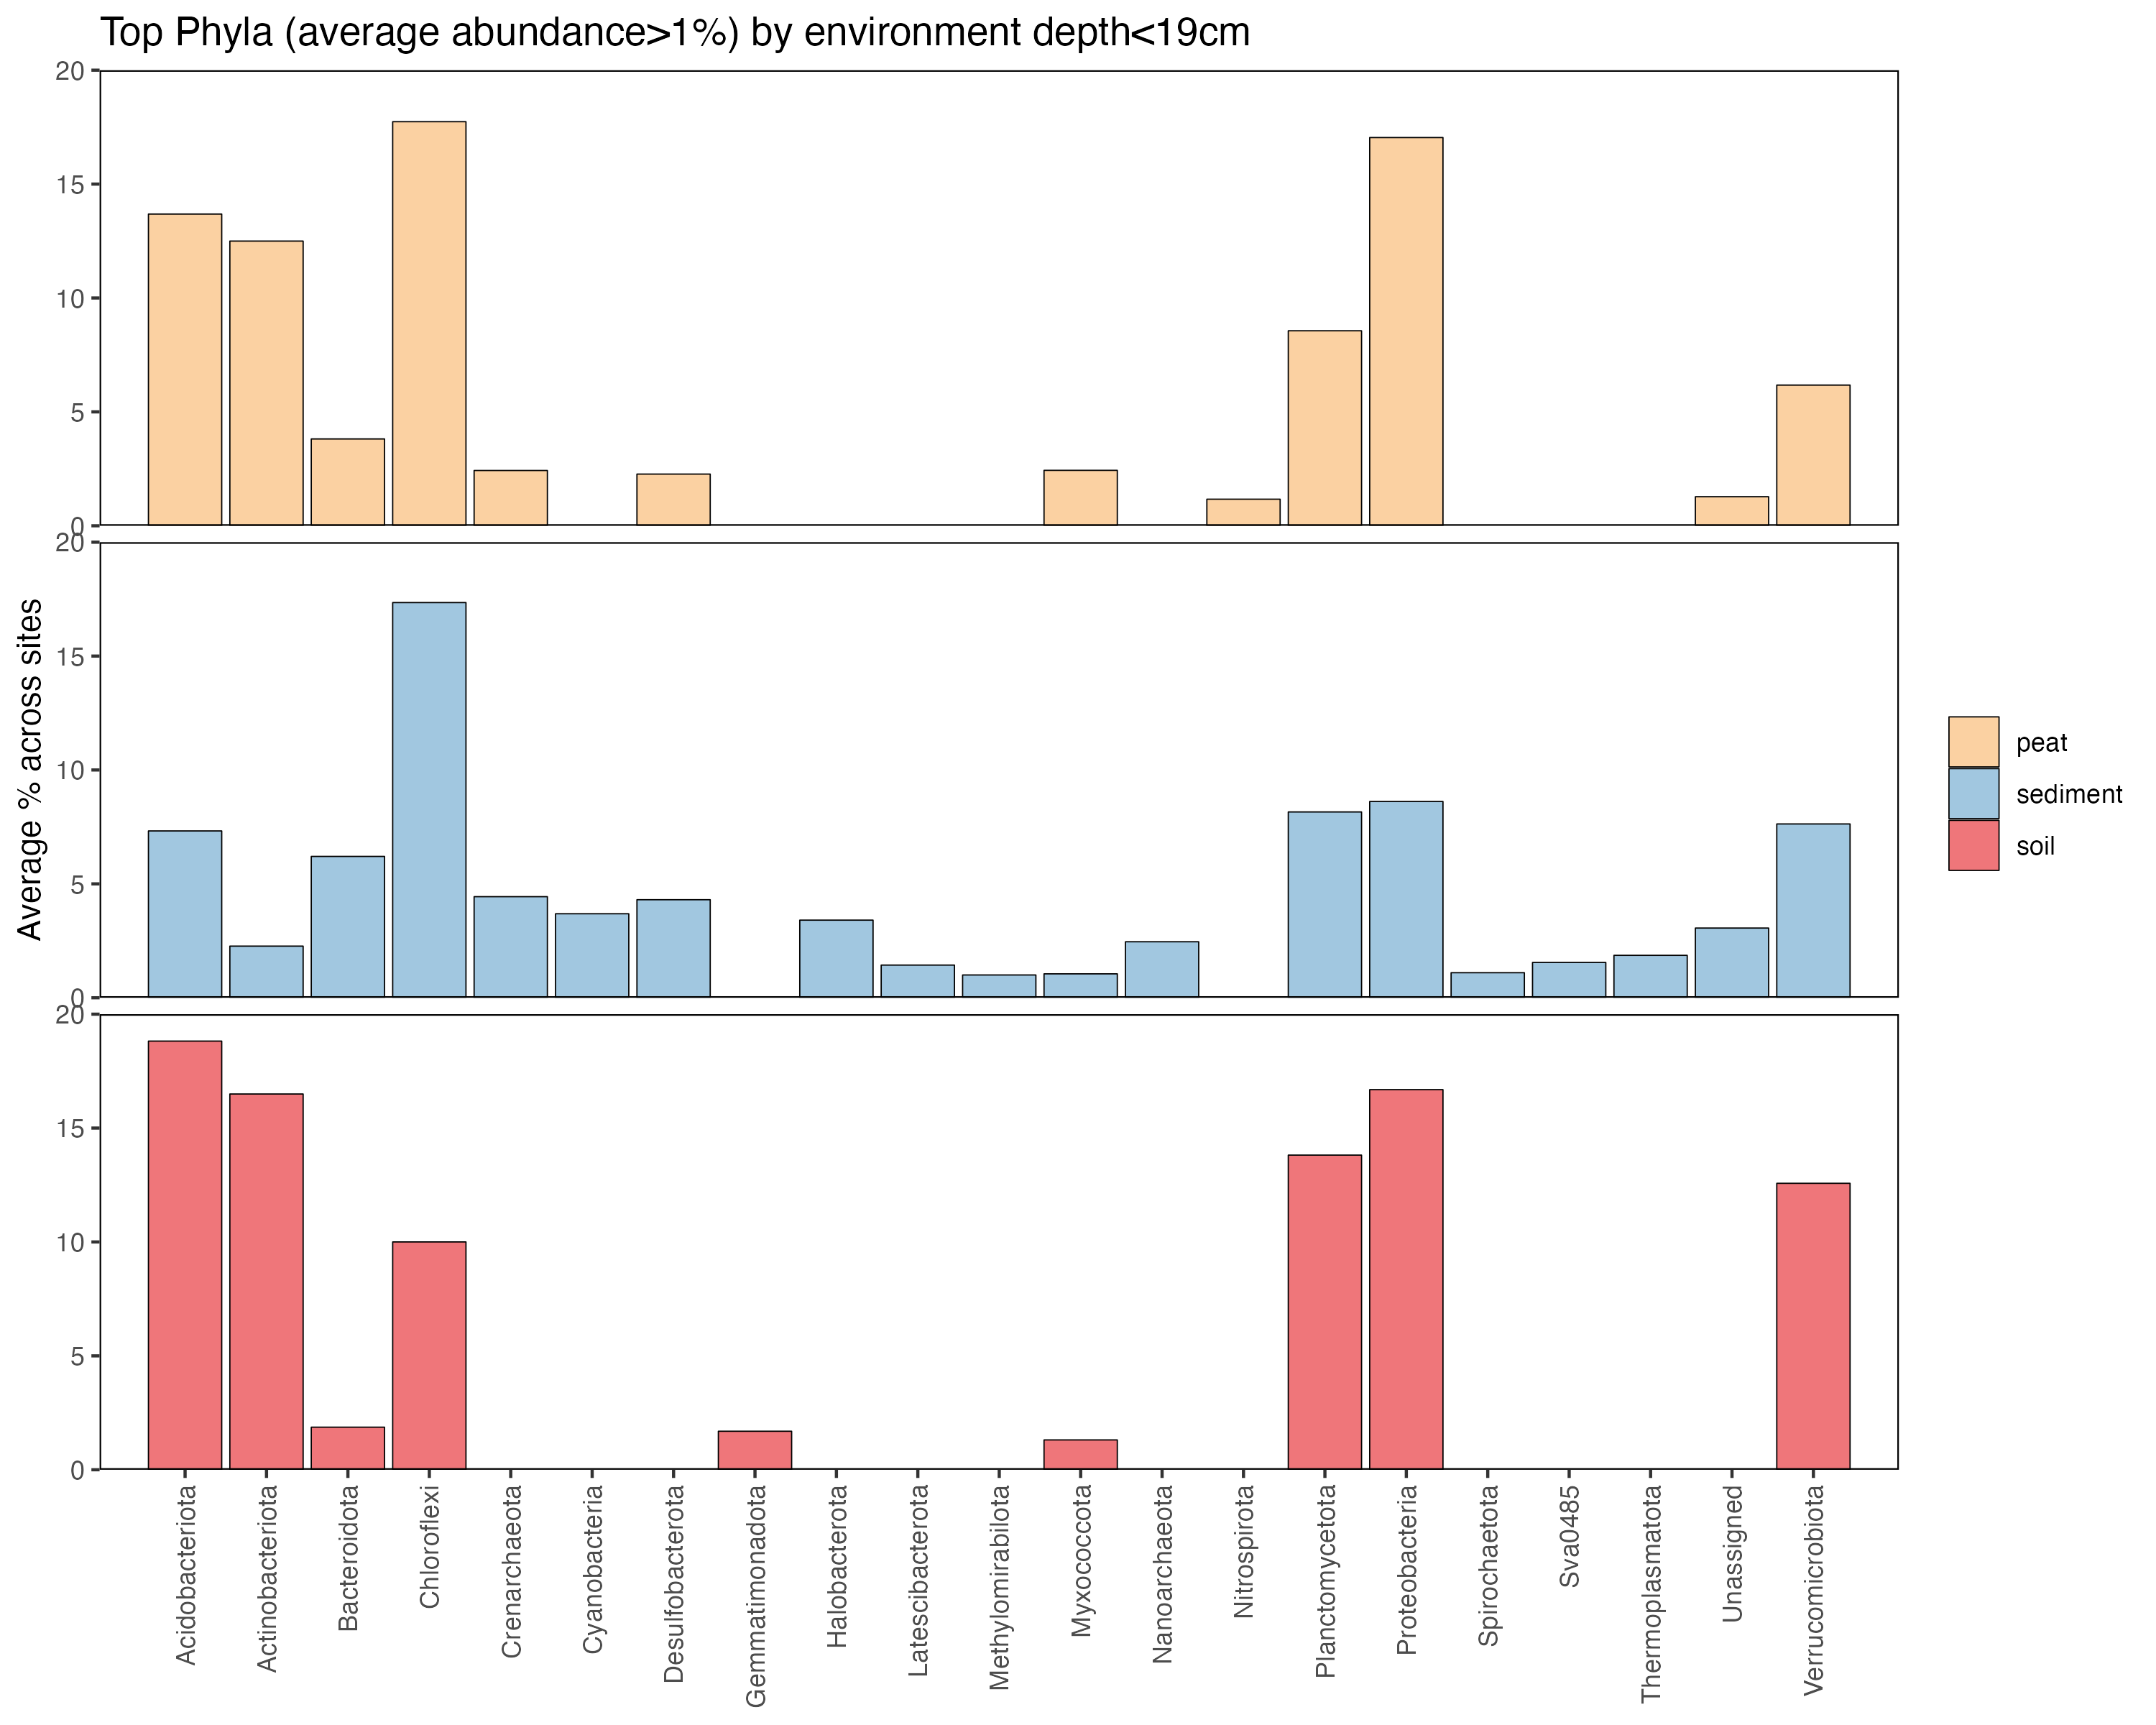 Top Phyla (average abundance>1%) by environment depth<19cm
20
15
10
5
0
20
15
10
5
0
20
15
10
5
0
Average % across sites
peat
sediment
soil
Acidobacteriota
Actinobacteriota
Bacteroidota
Chloroflexi
Crenarchaeota
Cyanobacteria
Desulfobacterota
Gemmatimonadota
Halobacterota
Latescibacterota
Methylomirabilota
Myxococcota
Nanoarchaeota
Nitrospirota
Planctomycetota
Proteobacteria
Spirochaetota
Sva0485
Thermoplasmatota
Unassigned
Verrucomicrobiota